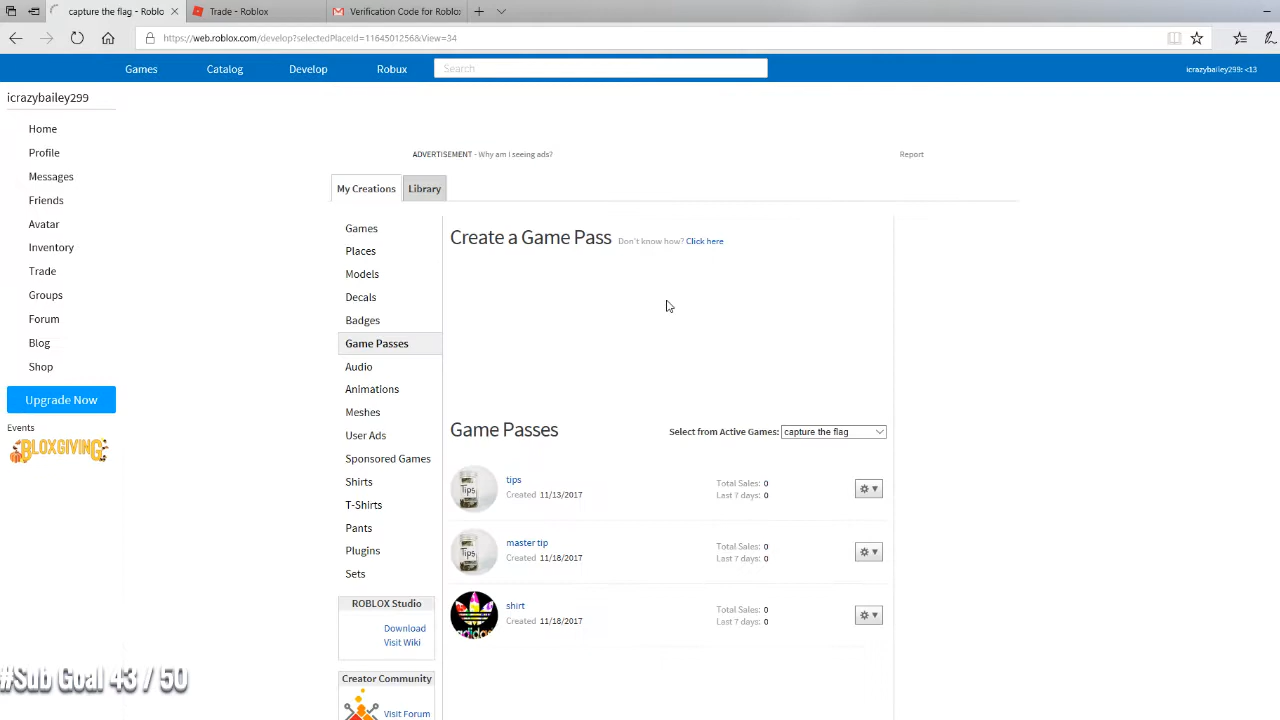 capture the flag - Roblox
Trade - Roblox
Verification Code for Roblox
https://web.roblox.com/develop?selectedPlaceId=1164501256&View=34
Games
Catalog
Develop
Robux
Search
icrazybailey299: <13
icrazybailey299
Home
Profile
Messages
Friends
Avatar
Inventory
Trade
Groups
Forum
Blog
Shop
Upgrade Now
Events
BLOXGIVING
ADVERTISEMENT - Why am I seeing ads?
Report
My Creations
Library
Games
Places
Models
Decals
Badges
Game Passes
Audio
Animations
Meshes
User Ads
Sponsored Games
Shirts
T-Shirts
Pants
Plugins
Sets
ROBLOX Studio
Download
Visit Wiki
Creator Community
Visit Forum
Create a Game Pass Don't know how? Click here
Game Passes
Select from Active Games: capture the flag
Tips
tips
Created 11/13/2017
Total Sales: 0
Last 7 days: 0
Tips
master tip
Created 11/18/2017
Total Sales: 0
Last 7 days: 0
adidas
shirt
Created 11/18/2017
Total Sales: 0
Last 7 days: 0
#Sub Goal 43 / 50